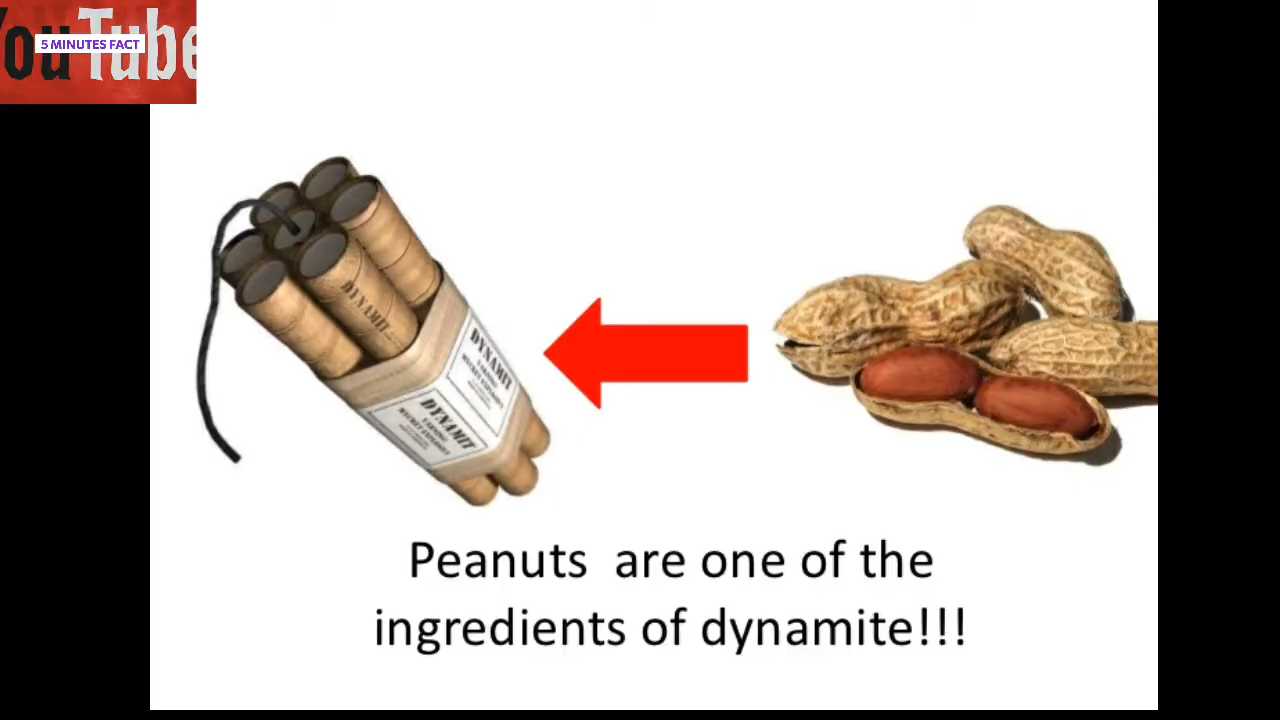 YouTube
5 MINUTES FACT
DYNAMIT
DYNAMIT
DYNAMIT
Peanuts are one of the
ingredients of dynamite!!!